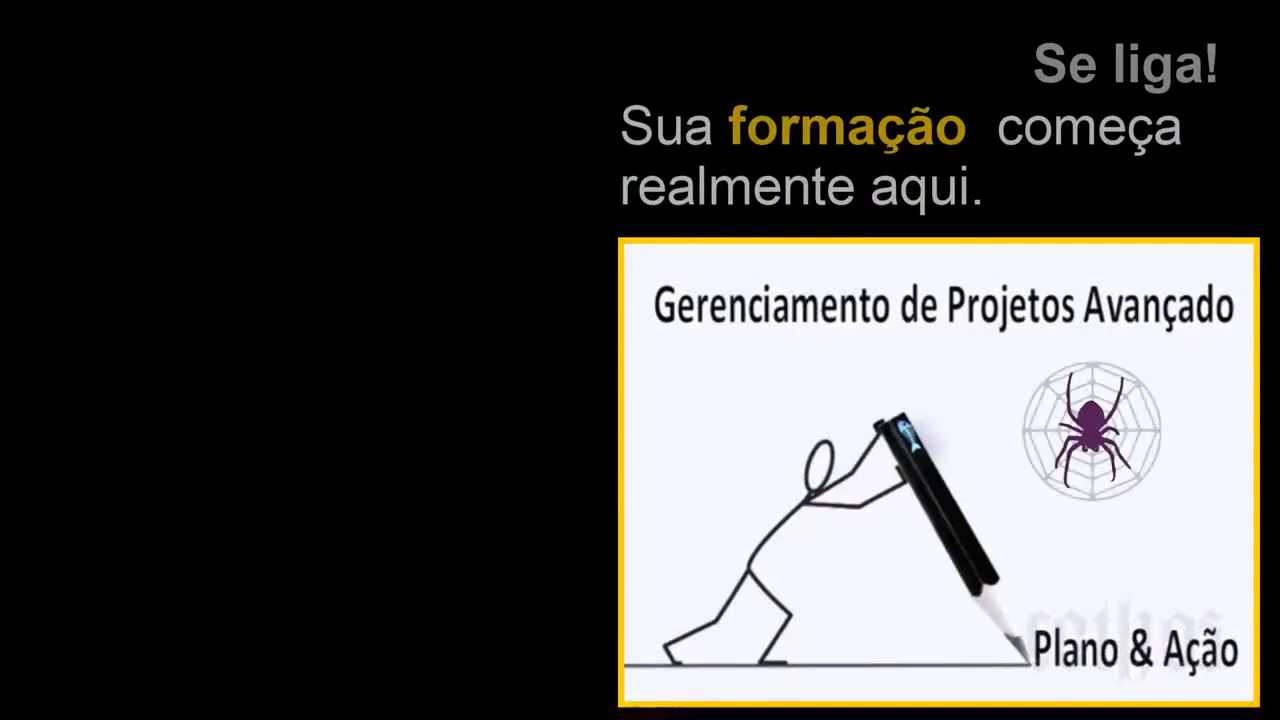 Se liga!
Sua formação começa
realmente aqui.
Gerenciamento de Projetos Avançado
Plano & Ação